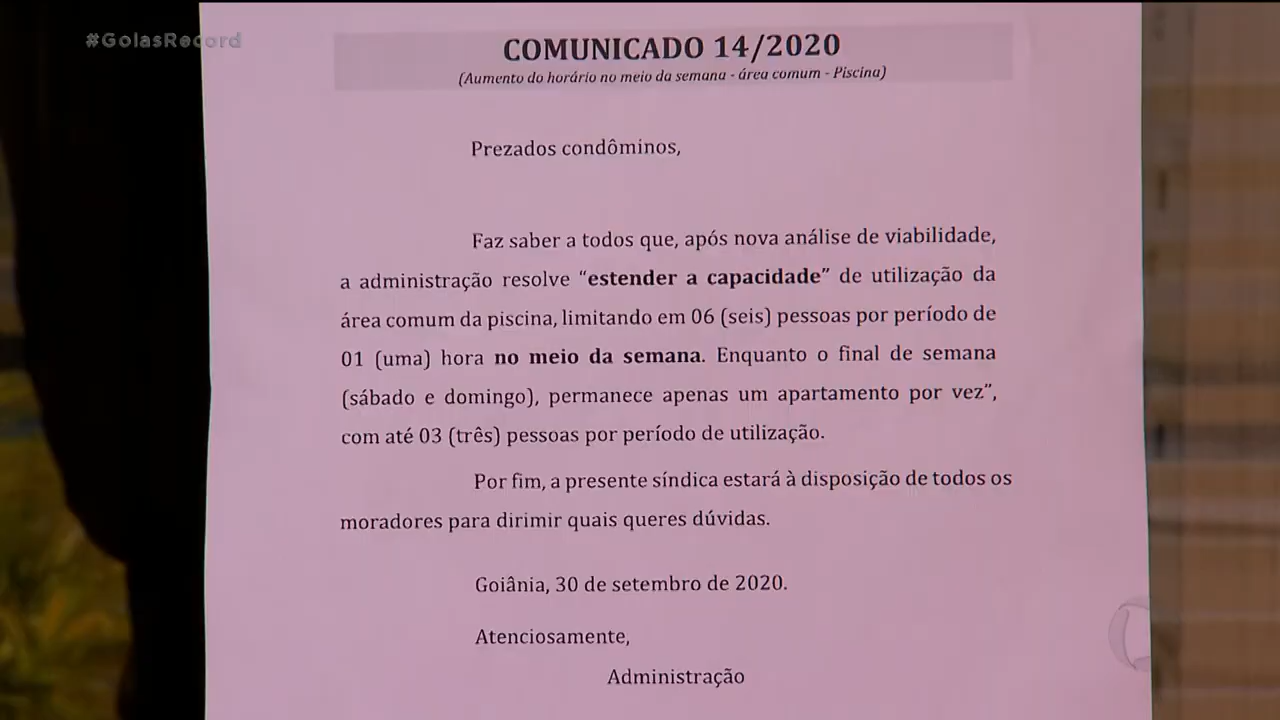 #GoiasRecord
COMUNICADO 14/2020
(Aumento do horário no meio da semana - área comum - Piscina)
Prezados condôminos,
Faz saber a todos que, após nova análise de viabilidade,
a administração resolve “estender a capacidade” de utilização da
área comum da piscina, limitando em 06 (seis) pessoas por período de
01 (uma) hora no meio da semana. Enquanto o final de semana
(sábado e domingo), permanece apenas um apartamento por vez”,
com até 03 (três) pessoas por período de utilização.
Por fim, a presente síndica estará à disposição de todos os
moradores para dirimir quais queres dúvidas.
Goiânia, 30 de setembro de 2020.
Atenciosamente,
Administração